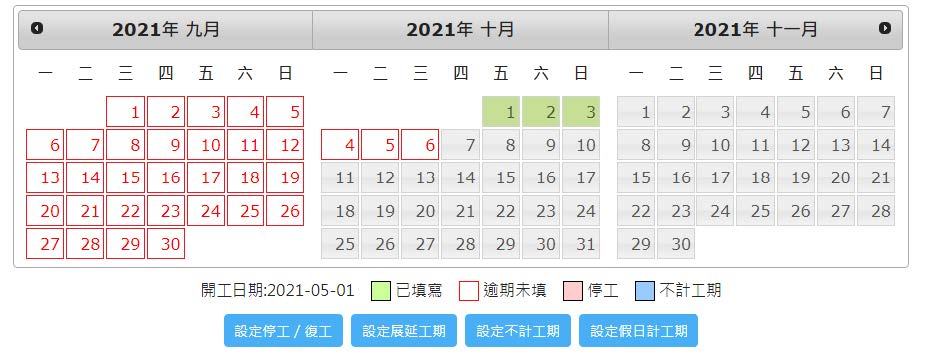 2021年 九月 2021年 十月 2021年 十一月
一 二 三 四 五 六 日 一 二 三 四 五 六 日 一 二 三 四 五 六 日
1 2 3 4 5 1 2 3 1 2 3 4 5 6 7
6 7 8 9 10 11 12 4 5 6 7 8 9 10 8 9 10 11 12 13 14
13 14 15 16 17 18 19 11 12 13 14 15 16 17 15 16 17 18 19 20 21
20 21 22 23 24 25 26 18 19 20 21 22 23 24 22 23 24 25 26 27 28
27 28 29 30 25 26 27 28 29 30 31 29 30
開工日期:2021-05-01 已填寫 逾期未填 停工 不計工期
設定停工 / 復工 設定展延工期 設定不計工期 設定假日計工期